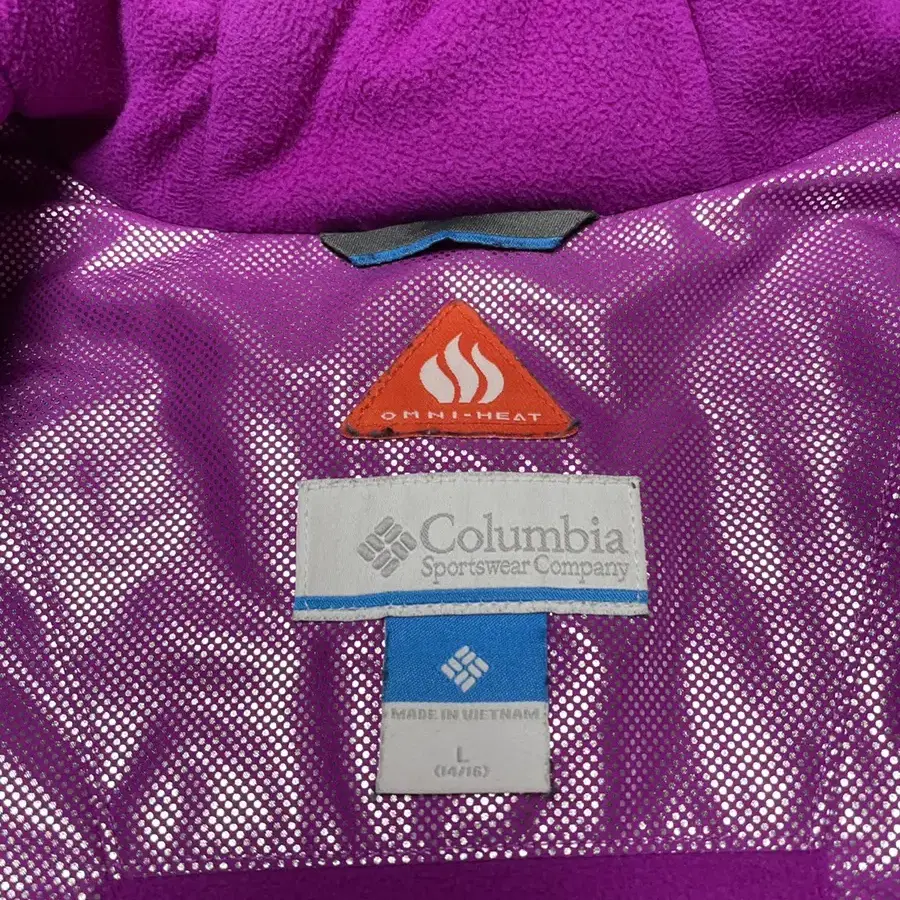 OMNI-HEAT
Columbia
Sportswear Company
MADE IN VIETNAM
L
(14/16)